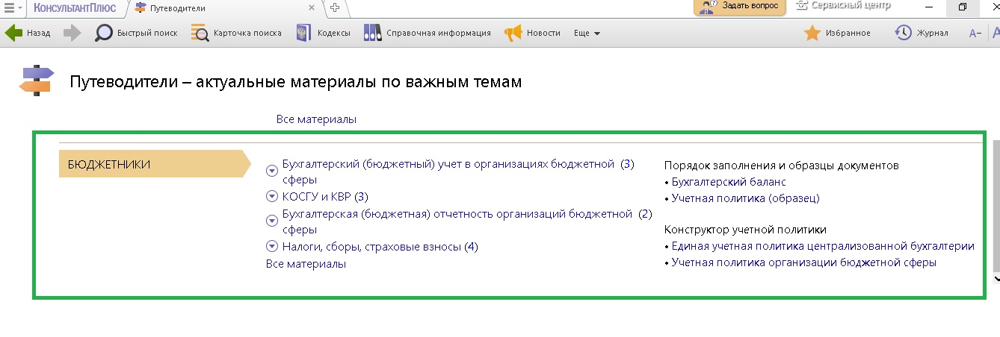 КОНСУЛЬТАНТПЛЮС Путеводители Задать вопрос Сервисный центр
Назад Быстрый поиск Карточка поиска Кодексы Справочная информация Новости Еще Избранное Журнал A− A
Путеводители – актуальные материалы по важным темам
Все материалы
БЮДЖЕТНИКИ
Бухгалтерский (бюджетный) учет в организациях бюджетной (3)
сферы
КОСГУ и КВР (3)
Бухгалтерская (бюджетная) отчетность организаций бюджетной (2)
сферы
Налоги, сборы, страховые взносы (4)
Все материалы
Порядок заполнения и образцы документов
• Бухгалтерский баланс
• Учетная политика (образец)
Конструктор учетной политики
• Единая учетная политика централизованной бухгалтерии
• Учетная политика организации бюджетной сферы